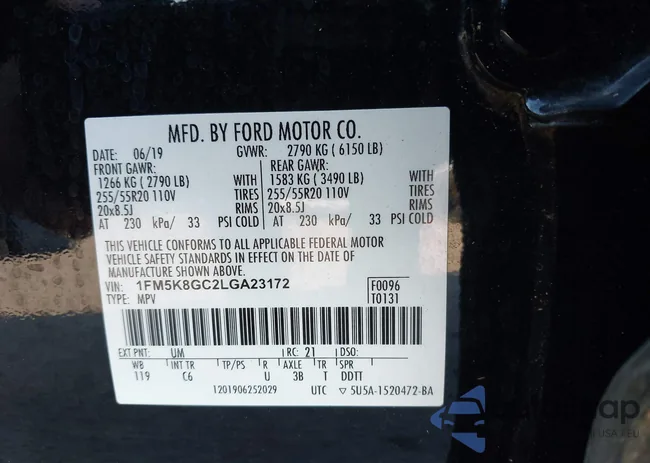 MFD. BY FORD MOTOR CO.
DATE: 06/19 GVWR: 2790 KG ( 6150 LB)
FRONT GAWR: REAR GAWR:
1266 KG ( 2790 LB) WITH 1583 KG ( 3490 LB) WITH
255/55R20 110V TIRES 255/55R20 110V TIRES
20x8.5J RIMS 20x8.5J RIMS
AT 230 kPa/ 33 PSI COLD AT 230 kPa/ 33 PSI COLD
THIS VEHICLE CONFORMS TO ALL APPLICABLE FEDERAL MOTOR
VEHICLE SAFETY STANDARDS IN EFFECT ON THE DATE OF
MANUFACTURE SHOWN ABOVE.
VIN: 1FM5K8GC2LGA23172 F0096
TYPE: MPV T0131
EXT PNT: UM RC: 21 DSO:
WB INT TR TP/PS R AXLE T SPR
119 C6 U 3B T DDTT
1201906252029 UTC ▽ 5U5A-1520472-BA
USA / EU